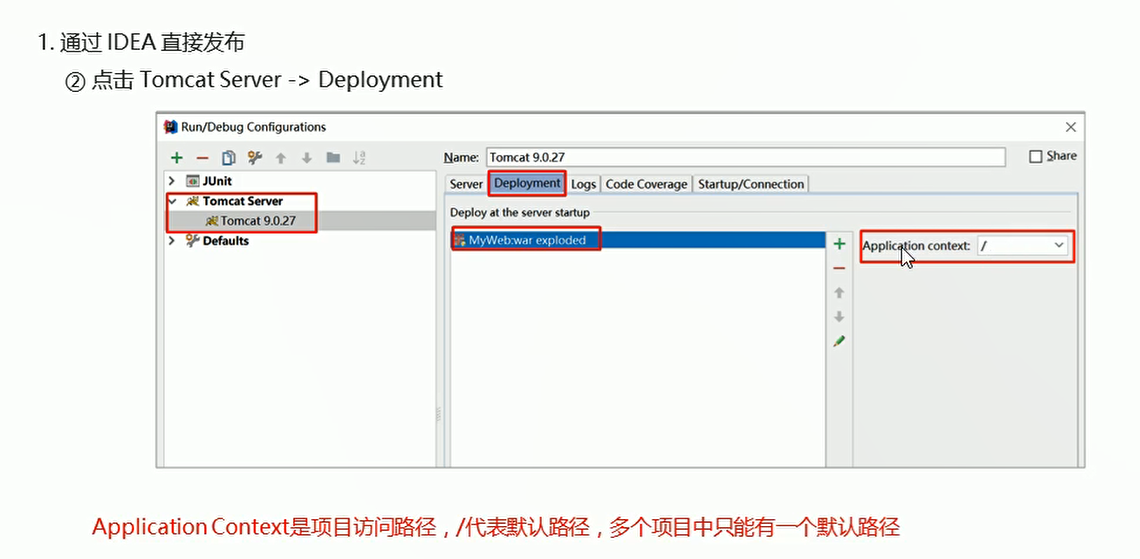 1. 通过 IDEA 直接发布
② 点击 Tomcat Server -> Deployment
Run/Debug Configurations
Name: Tomcat 9.0.27
Share
JUnit
Tomcat Server
Tomcat 9.0.27
Defaults
Server Deployment Logs Code Coverage Startup/Connection
Deploy at the server startup
MyWeb:war exploded
Application context: /
Application Context是项目访问路径，/代表默认路径，多个项目中只能有一个默认路径